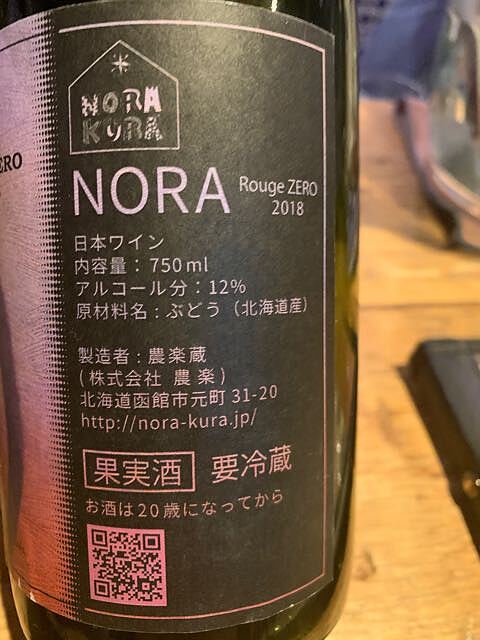 ERO
NORA
KURA
NORA Rouge ZERO
2018
日本ワイン
内容量：750ml
アルコール分：12%
原材料名：ぶどう（北海道産）
製造者：農楽蔵
(株式会社 農楽)
北海道函館市元町31-20
http://nora-kura.jp/
果実酒 要冷蔵
お酒は20歳になってから